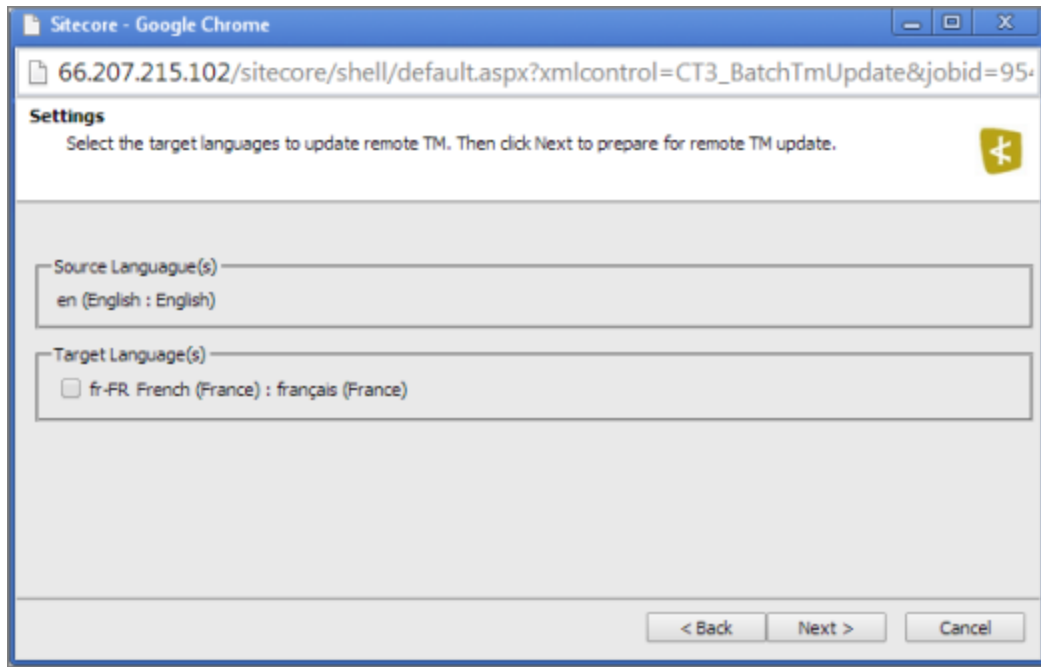 Sitecore - Google Chrome
66.207.215.102/sitecore/shell/default.aspx?xmlcontrol=CT3_BatchTmUpdate&jobid=95
Settings
Select the target languages to update remote TM. Then click Next to prepare for remote TM update.
Source Languague(s)
en (English : English)
Target Language(s)
fr-FR French (France) : français (France)
< Back Next > Cancel